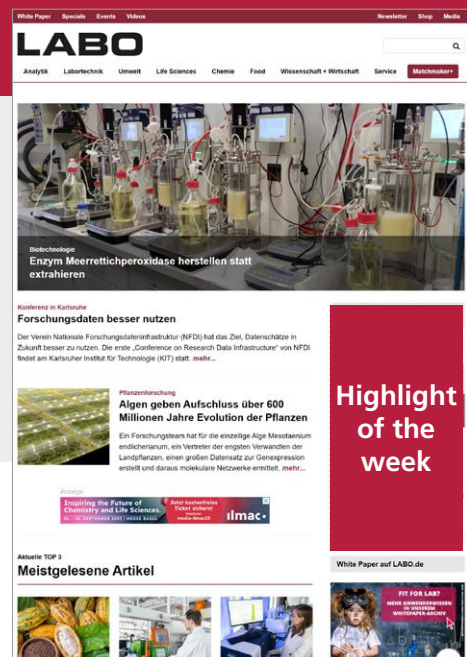 White Paper Specials Events Videos
Newsletter Shop Media
LABO
Analytik Labortechnik Umwelt Life Sciences Chemie Food Wissenschaft + Wirtschaft Service Matchmaker+
Biotechnologie
Enzym Meerrettichperoxidase herstellen statt
extrahieren
Konferenz in Karlsruhe
Forschungsdaten besser nutzen
Der Verein Nationale Forschungsdateninfrastruktur (NFDI) hat das Ziel, Datenschätze in
Zukunft besser zu nutzen. Die erste „Conference on Research Data Infrastructure" von NFDI
findet am Karlsruher Institut für Technologie (KIT) statt. mehr...
Pflanzenforschung
Algen geben Aufschluss über 600
Millionen Jahre Evolution der Pflanzen
Ein Forschungsteam hat für die einzellige Alge Mesotaenium
endlicherianum, ein Vertreter der engsten Verwandten der
Landpflanzen, einen großen Datensatz zur Genexpression
erstellt und daraus molekulare Netzwerke ermittelt. mehr...
Highlight
of the
week
Anzeige
Inspiring the Future of
Chemistry and Life Sciences.
Jetzt kostenfreies
Ticket sichern!
ilmac
Aktuelle TOP 3
Meistgelesene Artikel
White Paper auf LABO.de
FIT FOR LAB?
MEHR ANWENDERWISSEN
IN UNSEREM
WHITEPAPER-ARCHIV